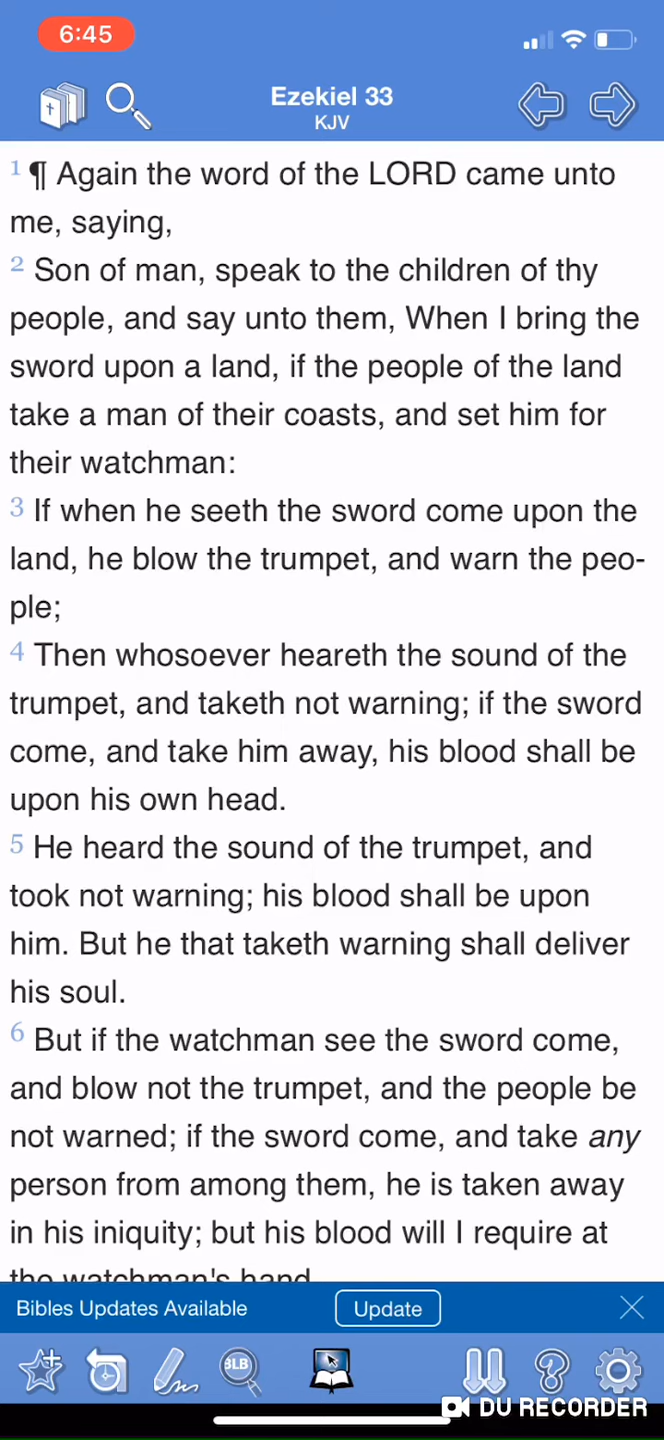 6:45
Ezekiel 33
KJV
1 ¶ Again the word of the LORD came unto
me, saying,
2 Son of man, speak to the children of thy
people, and say unto them, When I bring the
sword upon a land, if the people of the land
take a man of their coasts, and set him for
their watchman:
3 If when he seeth the sword come upon the
land, he blow the trumpet, and warn the peo-
ple;
4 Then whosoever heareth the sound of the
trumpet, and taketh not warning; if the sword
come, and take him away, his blood shall be
upon his own head.
5 He heard the sound of the trumpet, and
took not warning; his blood shall be upon
him. But he that taketh warning shall deliver
his soul.
6 But if the watchman see the sword come,
and blow not the trumpet, and the people be
not warned; if the sword come, and take any
person from among them, he is taken away
in his iniquity; but his blood will I require at
the watchman's hand
Bibles Updates Available Update
BLB
DU RECORDER